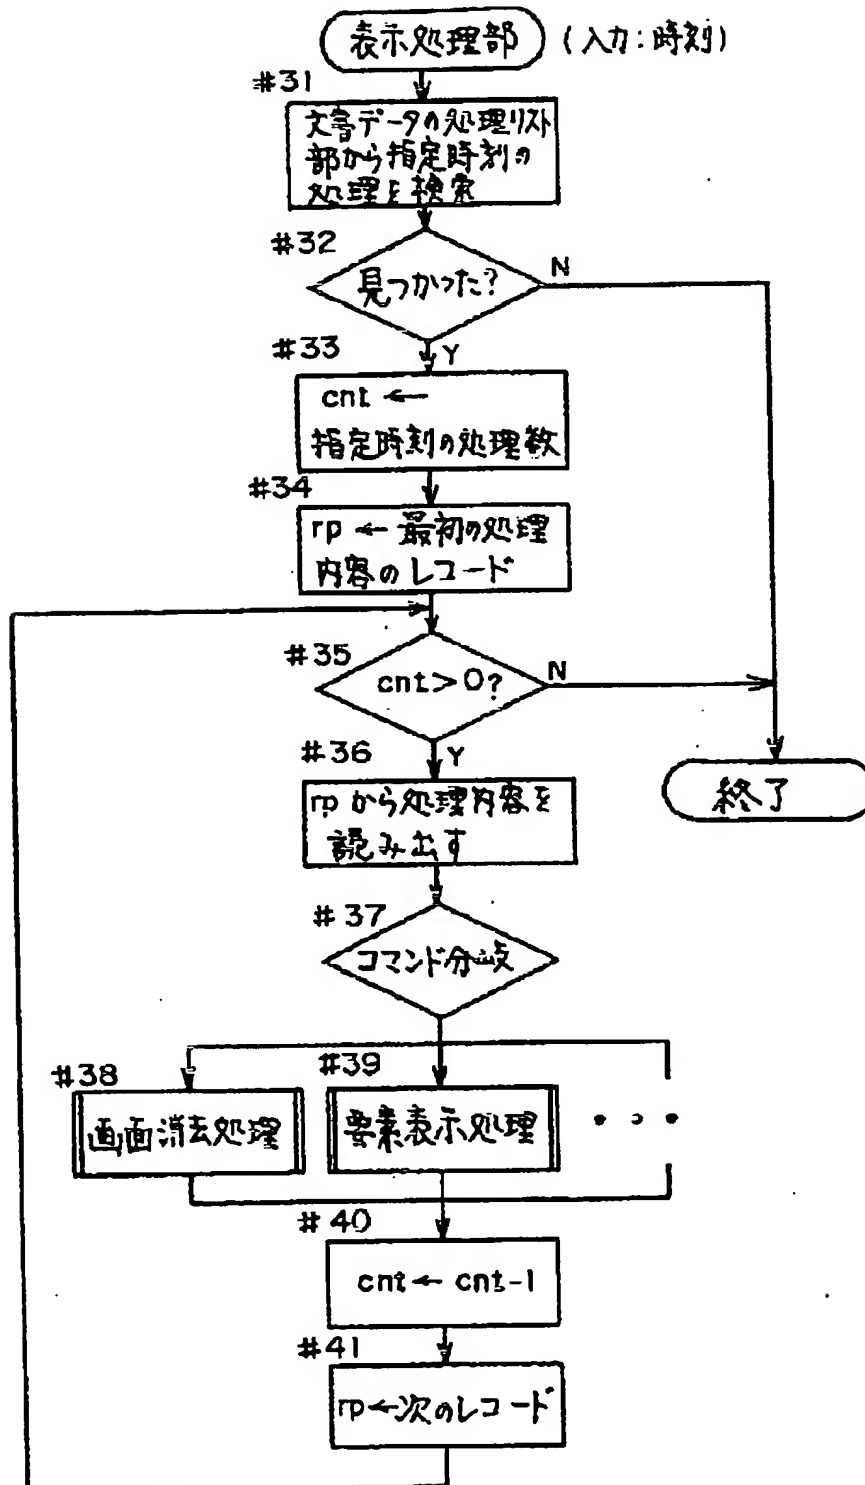 表示処理部 (入力:時刻)
#31
文書データの処理リスト
部から指定時刻の
処理を検索
#32
見つかった?
N
#33
Y
cnt ←
指定時刻の処理数
#34
rp ← 最初の処理
内容のレコード
#35
cnt > 0?
N
#36
Y
rpから処理内容を
読み出す
終了
#37
コマンド分岐
#38
#39
画面消去処理
要素表示処理
#40
cnt ← cnt-1
#41
rp←次のレコード